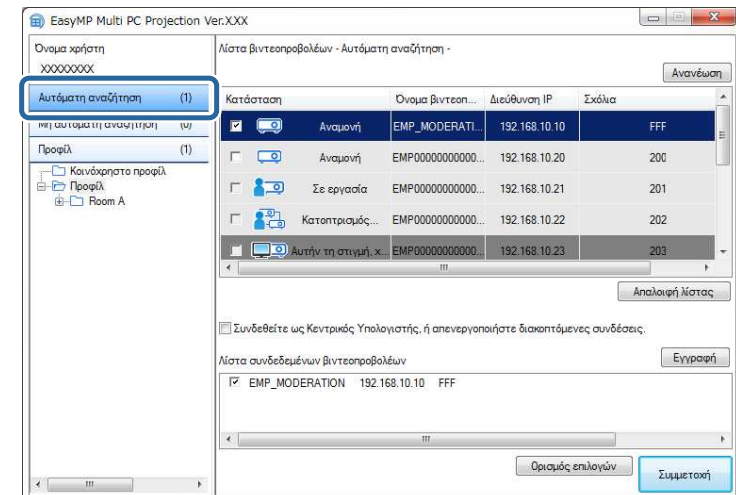 EasyMP Multi PC Projection Ver.XXX
Όνομα χρήστη
XXXXXXXX
Αυτόματη αναζήτηση (1)
Μη αυτόματη αναζήτηση (0)
Προφίλ (1)
Κοινόχρηστο προφίλ
Προφίλ
Room A
Λίστα βιντεοπροβολέων - Αυτόματη αναζήτηση -
Ανανέωση
Κατάσταση Όνομα βιντεοπ... Διεύθυνση IP Σχόλια
Αναμονή EMP_MODERATI... 192.168.10.10 FFF
Αναμονή EMP00000000000... 192.168.10.20 200
Σε εργασία EMP00000000000... 192.168.10.21 201
Κατοπτρισμός... EMP00000000000... 192.168.10.22 202
Αυτήν τη στιγμή, χ... EMP00000000000... 192.168.10.23 203
Απαλοιφή λίστας
Συνδεθείτε ως Κεντρικός Υπολογιστής, ή απενεργοποιήστε διακοπτόμενες συνδέσεις.
Λίστα συνδεδεμένων βιντεοπροβολέων
Εγγραφή
EMP_MODERATION 192.168.10.10 FFF
Ορισμός επιλογών
Συμμετοχή